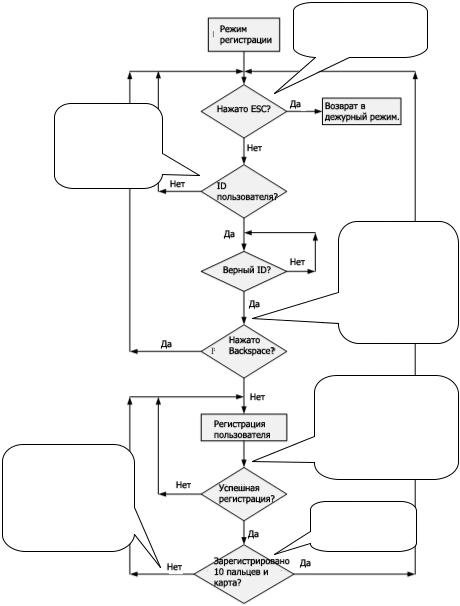 Режим
регистрации
Нажато ESC?
Да
Возврат в
дежурный режим.
Нет
ID
пользователя?
Нет
Да
Верный ID?
Нет
Да
Нажато
Backspace?
Да
Нет
Регистрация
пользователя
Успешная
регистрация?
Нет
Да
Зарегистрировано
10 пальцев и
карта?
Нет
Да